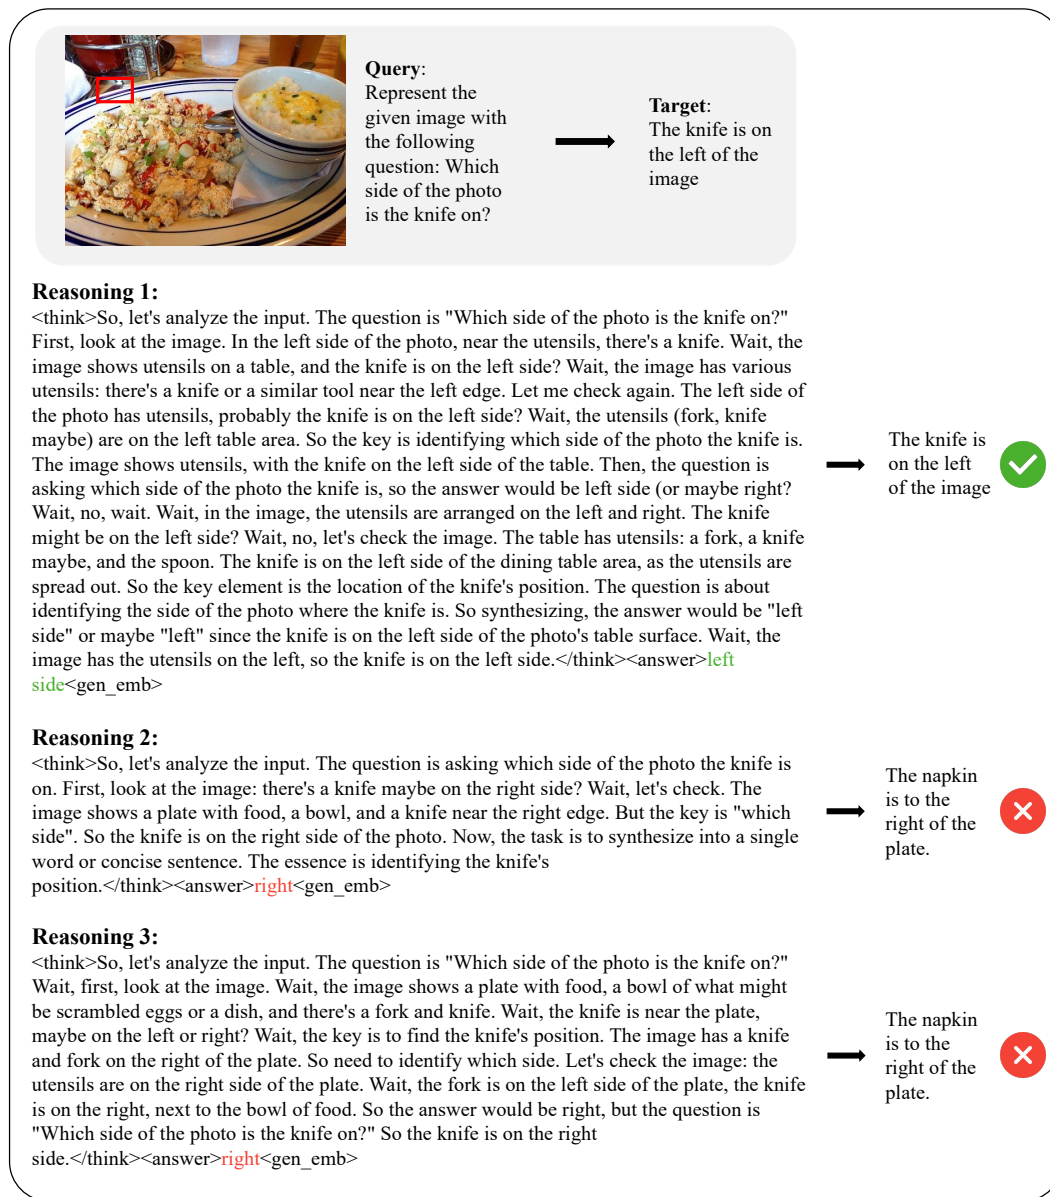 Query:
Represent the
given image with
the following
question: Which
side of the photo
is the knife on?
Target:
The knife is on
the left of the
image
Reasoning 1:
<think>So, let's analyze the input. The question is "Which side of the photo is the knife on?"
First, look at the image. In the left side of the photo, near the utensils, there's a knife. Wait, the
image shows utensils on a table, and the knife is on the left side? Wait, the image has various
utensils: there's a knife or a similar tool near the left edge. Let me check again. The left side of
the photo has utensils, probably the knife is on the left side? Wait, the utensils (fork, knife
maybe) are on the left table area. So the key is identifying which side of the photo the knife is.
The image shows utensils, with the knife on the left side of the table. Then, the question is
asking which side of the photo the knife is, so the answer would be left side (or maybe right?
Wait, no, wait. Wait, in the image, the utensils are arranged on the left and right. The knife
might be on the left side? Wait, no, let's check the image. The table has utensils: a fork, a knife
maybe, and the spoon. The knife is on the left side of the dining table area, as the utensils are
spread out. So the key element is the location of the knife's position. The question is about
identifying the side of the photo where the knife is. So synthesizing, the answer would be "left
side" or maybe "left" since the knife is on the left side of the photo's table surface. Wait, the
image has the utensils on the left, so the knife is on the left side.</think><answer>left
side<gen_emb>
The knife is
on the left
of the image
Reasoning 2:
<think>So, let's analyze the input. The question is asking which side of the photo the knife is
on. First, look at the image: there's a knife maybe on the right side? Wait, let's check. The
image shows a plate with food, a bowl, and a knife near the right edge. But the key is "which
side". So the knife is on the right side of the photo. Now, the task is to synthesize into a single
word or concise sentence. The essence is identifying the knife's
position.</think><answer>right<gen_emb>
The napkin
is to the
right of the
plate.
Reasoning 3:
<think>So, let's analyze the input. The question is "Which side of the photo is the knife on?"
Wait, first, look at the image. Wait, the image shows a plate with food, a bowl of what might
be scrambled eggs or a dish, and there's a fork and knife. Wait, the knife is near the plate,
maybe on the left or right? Wait, the key is to find the knife's position. The image has a knife
and fork on the right of the plate. So need to identify which side. Let's check the image: the
utensils are on the right side of the plate. Wait, the fork is on the left side of the plate, the knife
is on the right, next to the bowl of food. So the answer would be right, but the question is
"Which side of the photo is the knife on?" So the knife is on the right
side.</think><answer>right<gen_emb>
The napkin
is to the
right of the
plate.